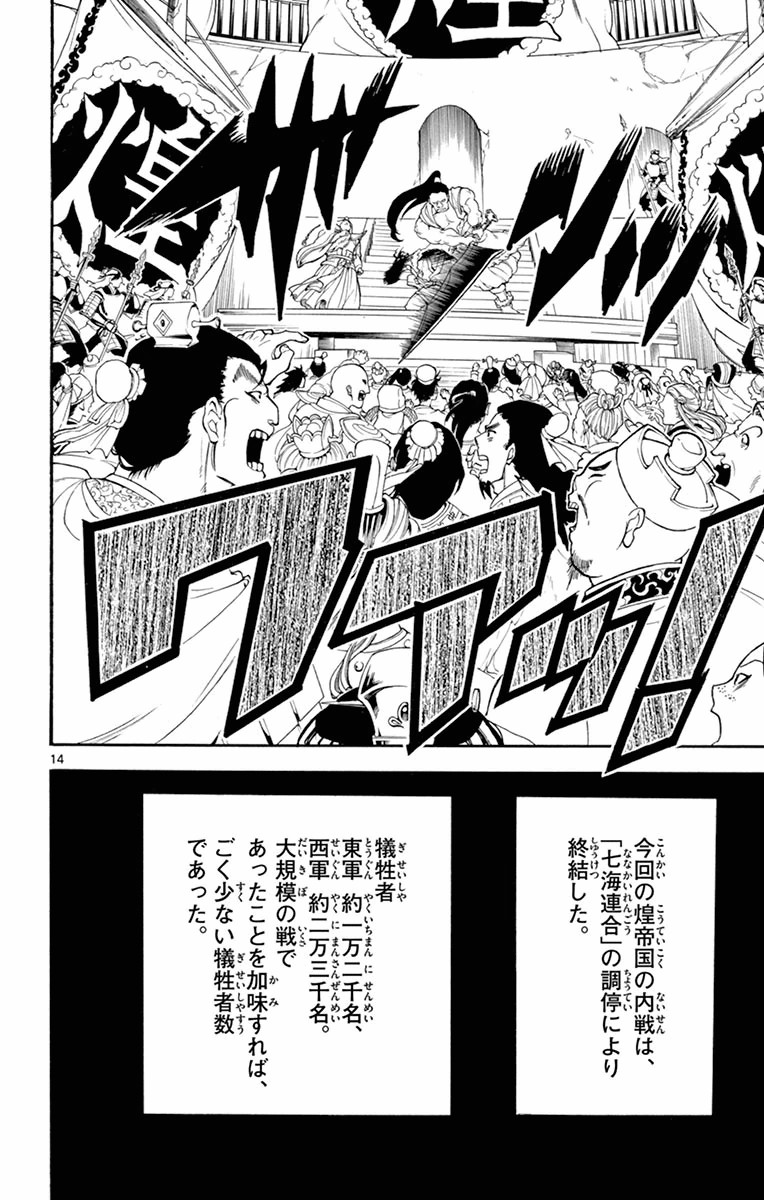 煌
煌
煌
ザッ
ワアッ!
14
今回の煌帝国の内戦は、
「七海連合」の調停により
終結した。
犠牲者
東軍 約一万二千名、
西軍 約二万三千名。
大規模の戦で
あったことを加味すれば、
ごく少ない犠牲者数
であった。